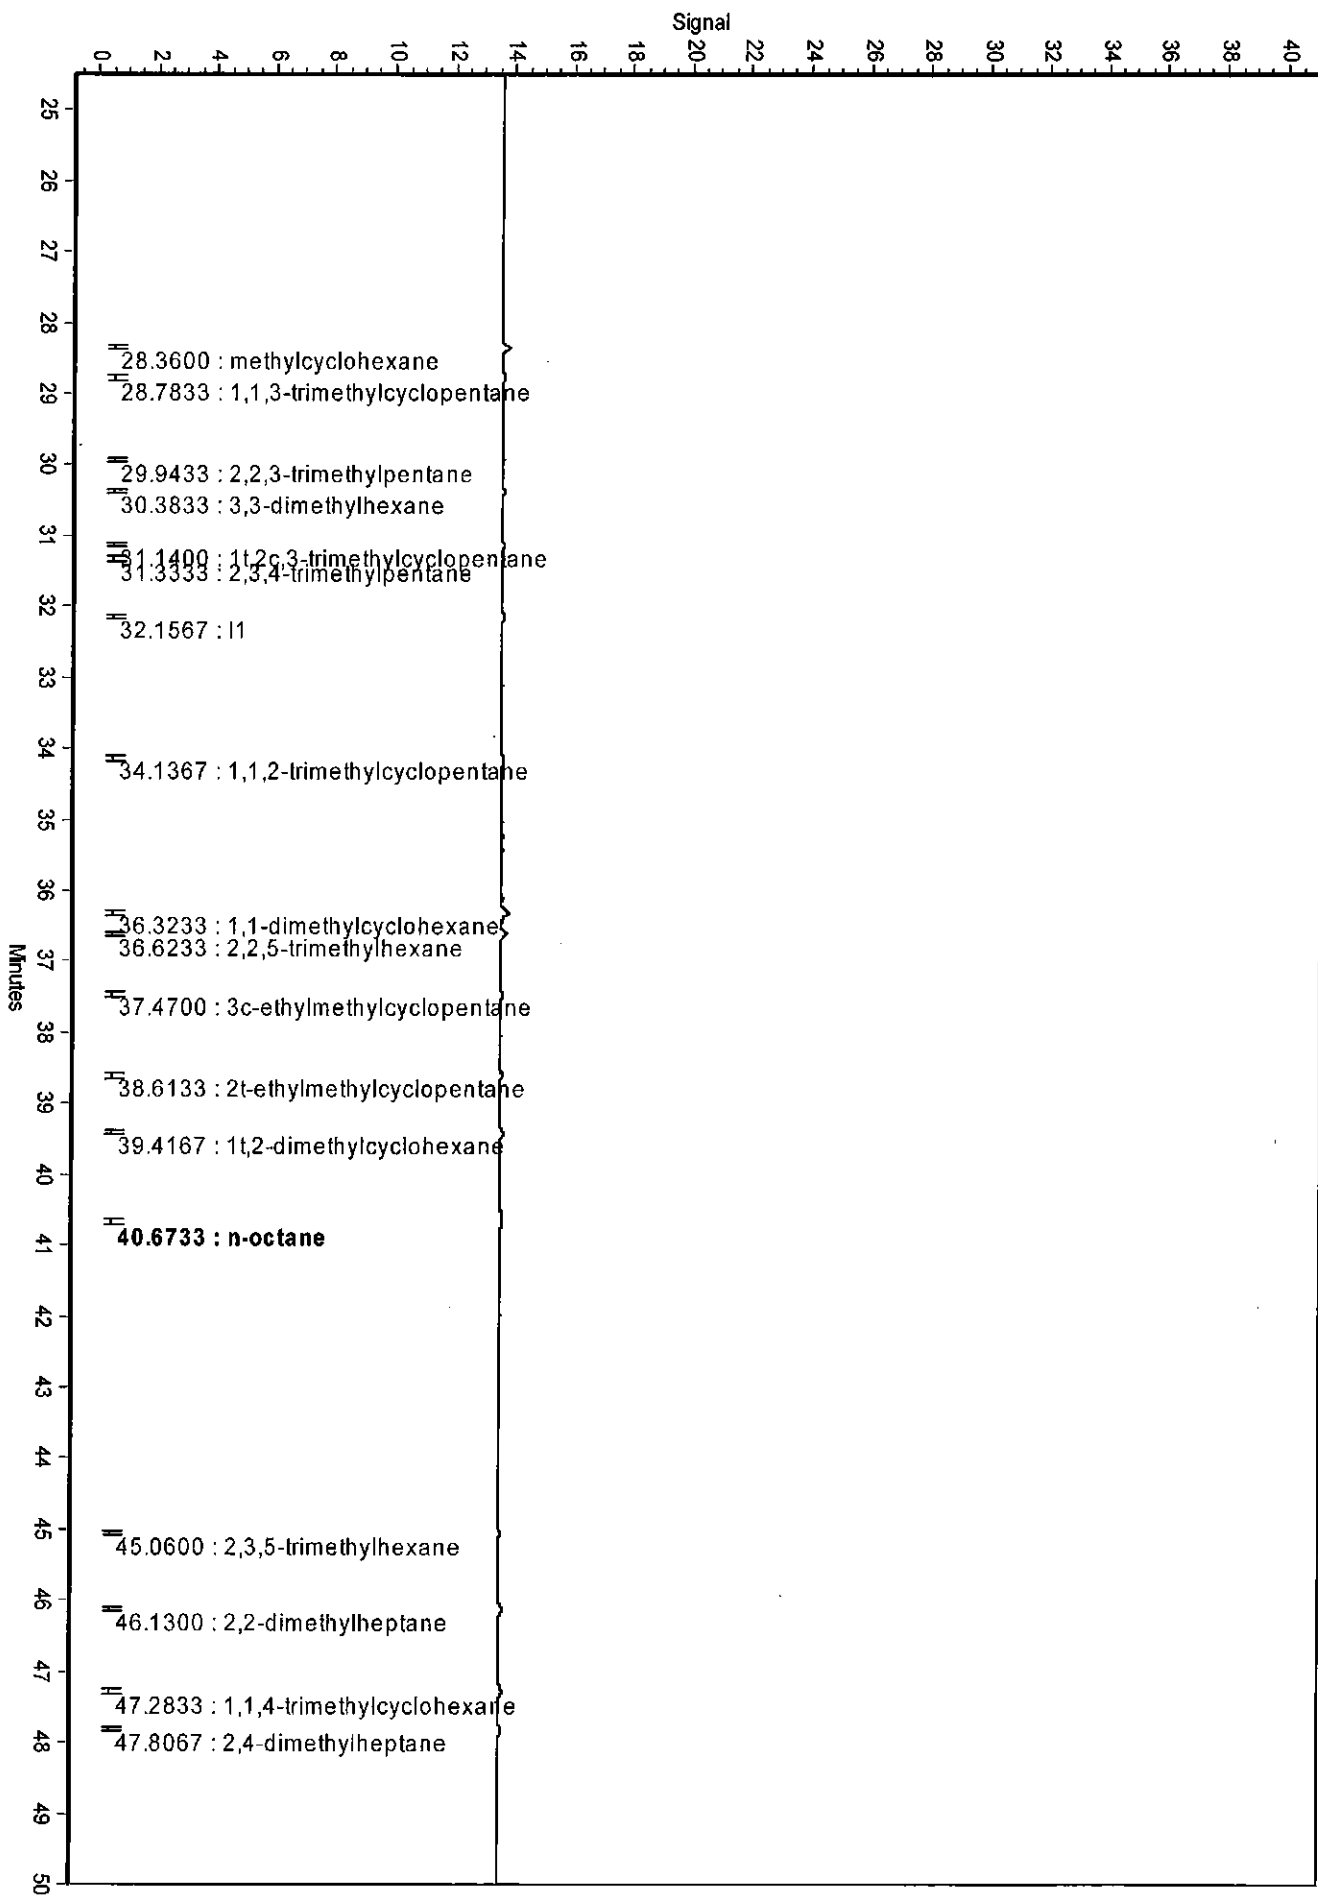 Signal
0 2 4 6 8 10 12 14 16 18 20 22 24 26 28 30 32 34 36 38 40
25
26
27
28
28.3600 : methylcyclohexane
28.7833 : 1,1,3-trimethylcyclopentane
29
30
29.9433 : 2,2,3-trimethylpentane
30.3833 : 3,3-dimethylhexane
31
31.1400 : 1t,2c,3-trimethylcyclopentane
31.3333 : 2,3,4-trimethylpentane
32
32.1567 : I1
33
34
34.1367 : 1,1,2-trimethylcyclopentane
35
36
36.3233 : 1,1-dimethylcyclohexane
36.6233 : 2,2,5-trimethylhexane
37
Minutes
37.4700 : 3c-ethylmethylcyclopentane
38
38.6133 : 2t-ethylmethylcyclopentane
39
39.4167 : 1t,2-dimethylcyclohexane
40
40.6733 : n-octane
41
42
43
44
45
45.0600 : 2,3,5-trimethylhexane
46
46.1300 : 2,2-dimethylheptane
47
47.2833 : 1,1,4-trimethylcyclohexane
48
47.8067 : 2,4-dimethylheptane
49
50